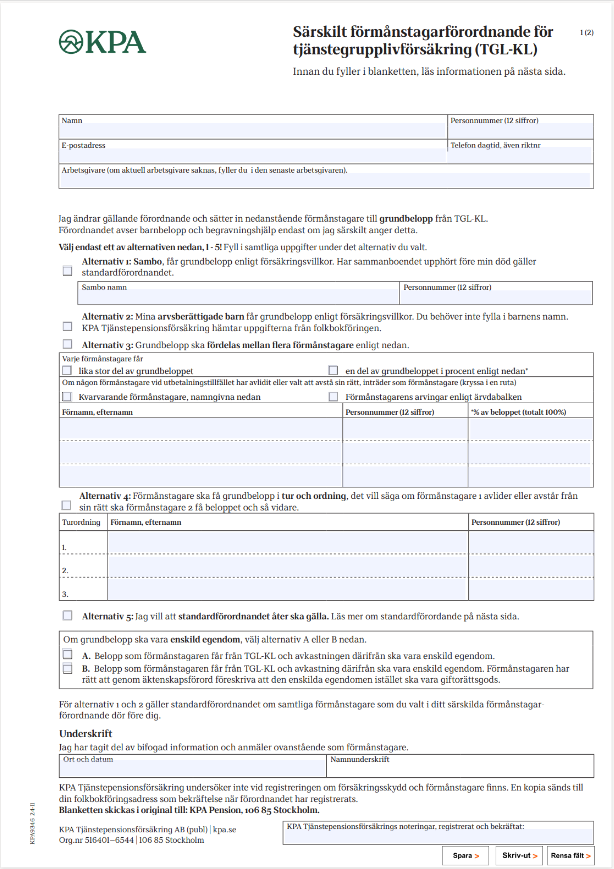 KPA
Särskilt förmånstagarförordnande för
tjänstegrupplivförsäkring (TGL-KL)
1 (2)
Innan du fyller i blanketten, läs informationen på nästa sida.
Namn
Personnummer (12 siffror)
E-postadress
Telefon dagtid, även riktnr
Arbetsgivare (om aktuell arbetsgivare saknas, fyller du i den senaste arbetsgivaren).
Jag ändrar gällande förordnande och sätter in nedanstående förmånstagare till grundbelopp från TGL-KL.
Förordnande avser barnbelopp och begravningshjälp endast om jag särskilt anger detta.
Välj endast ett av alternativen nedan, 1 - 5! Fyll i samtliga uppgifter under det alternativ du valt.
Alternativ 1: Sambo, får grundbelopp enligt försäkringsvillkor. Har sammanboendet upphört före min död gäller
standardförordnandet.
Sambo namn
Personnummer (12 siffror)
Alternativ 2: Mina arvsberättigade barn får grundbelopp enligt försäkringsvillkor. Du behöver inte fylla i barnens namn.
KPA Tjänstepensionsförsäkring hämtar uppgifterna från folkbokföringen.
Alternativ 3: Grundbelopp ska fördelas mellan flera förmånstagare enligt nedan.
Varje förmånstagare får
lika stor del av grundbeloppet
en del av grundbeloppet i procent enligt nedan*
Om någon förmånstagare vid utbetalningstillfället har avlidit eller valt att avstå sin rätt, inträder som förmånstagare (kryssa i en ruta)
Kvarvarande förmånstagare, namngivna nedan
Förmånstagarens arvingar enligt ärvdabalken
Förnamn, efternamn
Personnummer (12 siffror)
*% av beloppet (totalt 100%)
Alternativ 4: Förmånstagare ska få grundbelopp i tur och ordning, det vill säga om förmånstagare 1 avlider eller avstår från
sin rätt ska förmånstagare 2 få beloppet och så vidare.
Turordning
Förnamn, efternamn
Personnummer (12 siffror)
1.
2.
3.
Alternativ 5: Jag vill att standardförordnandet åter ska gälla. Läs mer om standardförordande på nästa sida.
Om grundbelopp ska vara enskild egendom, välj alternativ A eller B nedan.
A. Belopp som förmånstagaren får från TGL-KL och avkastningen därifrån ska vara enskild egendom.
B. Belopp som förmånstagaren får från TGL-KL och avkastning därifrån ska vara enskild egendom. Förmånstagaren har
rätt att genom äktenskapsförord föreskriva att den enskilda egendomen istället ska vara giftorättsgods.
För alternativ 1 och 2 gäller standardförordnandet om samtliga förmånstagare som du valt i ditt särskilda förmånstagar-
förordnande dör före dig.
Underskrift
Jag har tagit del av bifogad information och anmäler ovanstående som förmånstagare.
Ort och datum
Namnunderskrift
KPA Tjänstepensionsförsäkring undersöker inte vid registreringen om försäkringsskydd och förmånstagare finns. En kopia sänds till
din folkbokföringsadress som bekräftelse när förordnandet har registrerats.
Blanketten skickas i original till: KPA Pension, 106 85 Stockholm.
KPA Tjänstepensionsförsäkring AB (publ) | kpa.se
Org.nr 516401–6544 | 106 85 Stockholm
KPA Tjänstepensionsförsäkrings noteringar, registrerat och bekräftat:
Spara >
Skriv-ut >
Rensa fält >